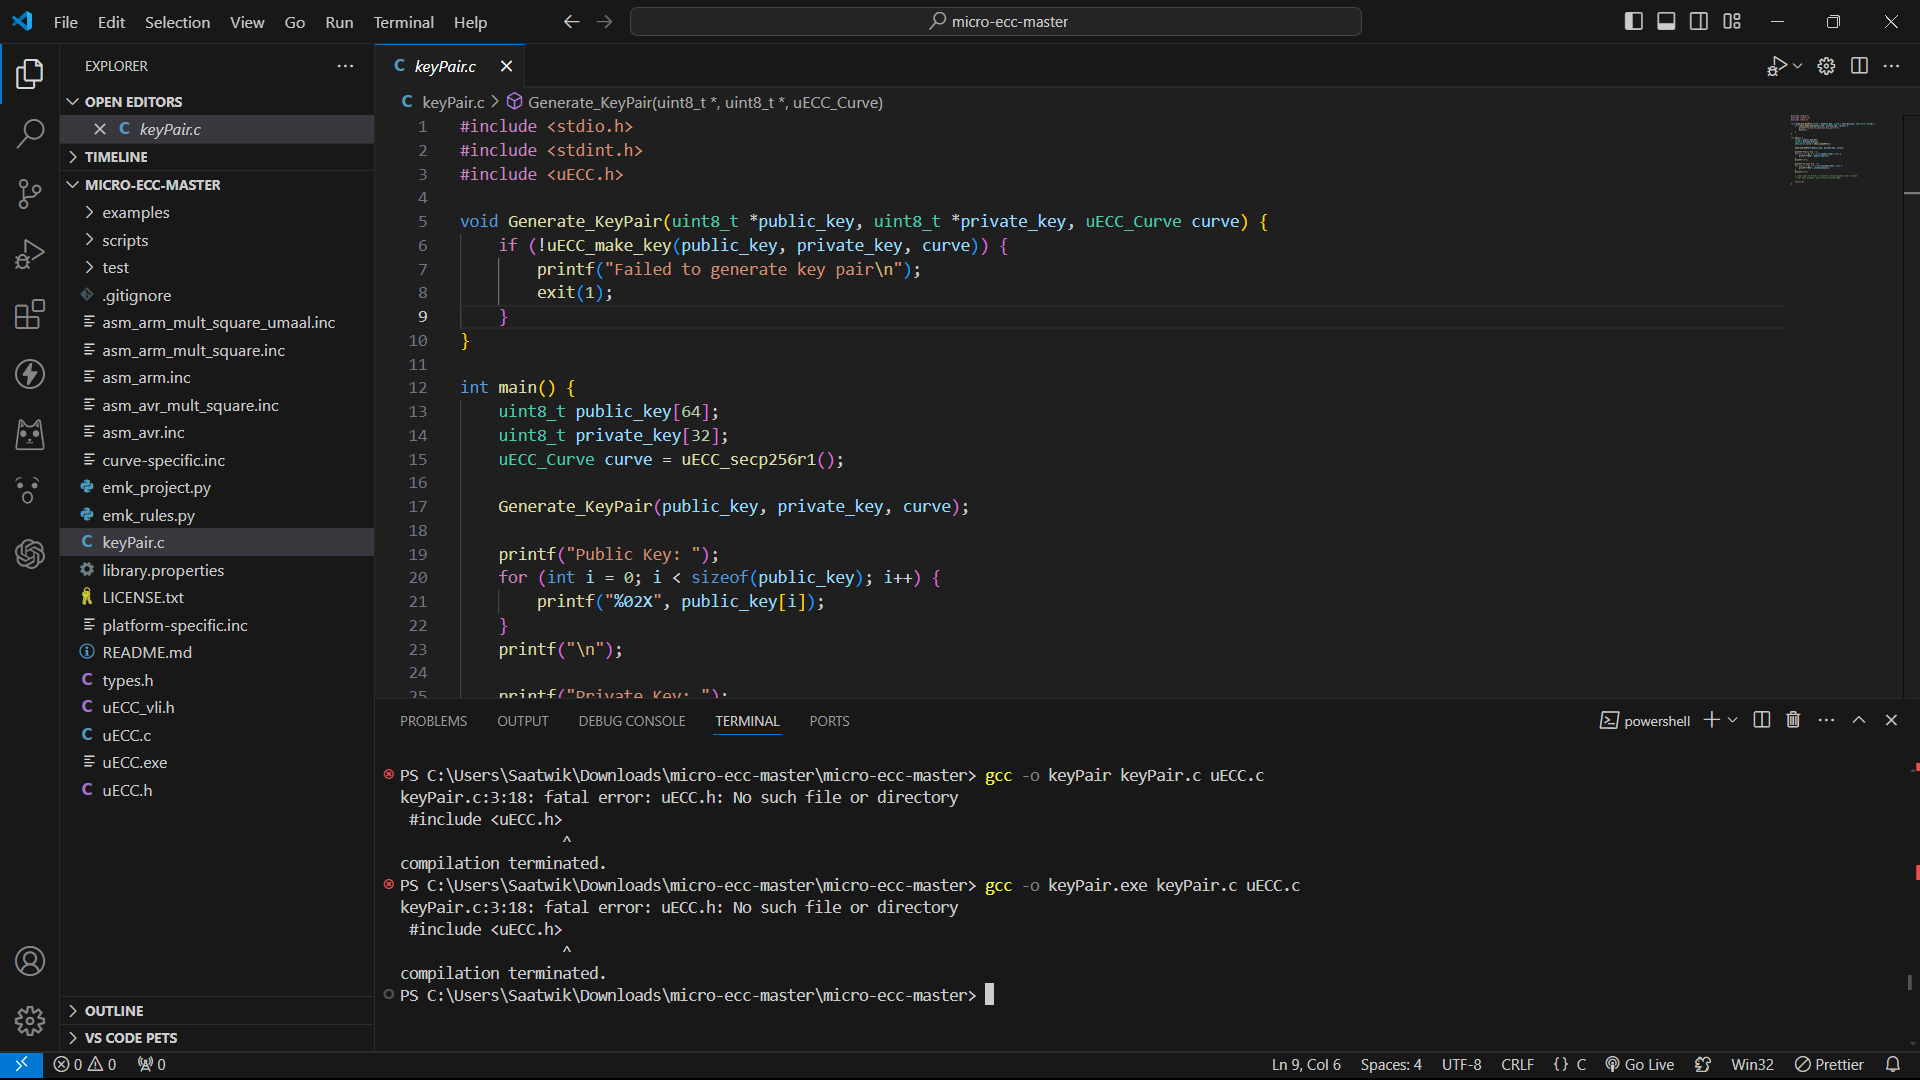 File Edit Selection View Go Run Terminal Help
micro-ecc-master
EXPLORER
OPEN EDITORS
keyPair.c
TIMELINE
MICRO-ECC-MASTER
examples
scripts
test
.gitignore
asm_arm_mult_square_umaal.inc
asm_arm_mult_square.inc
asm_arm.inc
asm_avr_mult_square.inc
asm_avr.inc
curve-specific.inc
emk_project.py
emk_rules.py
keyPair.c
library.properties
LICENSE.txt
platform-specific.inc
README.md
types.h
uECC_vli.h
uECC.c
uECC.exe
uECC.h
OUTLINE
VS CODE PETS
keyPair.c
keyPair.c > Generate_KeyPair(uint8_t *, uint8_t *, uECC_Curve)
1 #include <stdio.h>
2 #include <stdint.h>
3 #include <uECC.h>
4
5 void Generate_KeyPair(uint8_t *public_key, uint8_t *private_key, uECC_Curve curve) {
6 if (!uECC_make_key(public_key, private_key, curve)) {
7 printf("Failed to generate key pair\n");
8 exit(1);
9 }
10 }
11
12 int main() {
13 uint8_t public_key[64];
14 uint8_t private_key[32];
15 uECC_Curve curve = uECC_secp256r1();
16
17 Generate_KeyPair(public_key, private_key, curve);
18
19 printf("Public Key: ");
20 for (int i = 0; i < sizeof(public_key); i++) {
21 printf("%02X", public_key[i]);
22 }
23 printf("\n");
24
25 printf("Private Key: ");
PROBLEMS OUTPUT DEBUG CONSOLE TERMINAL PORTS
powershell
PS C:\Users\Saatwik\Downloads\micro-ecc-master\micro-ecc-master> gcc -o keyPair keyPair.c uECC.c
keyPair.c:3:18: fatal error: uECC.h: No such file or directory
#include <uECC.h>
^
compilation terminated.
PS C:\Users\Saatwik\Downloads\micro-ecc-master\micro-ecc-master> gcc -o keyPair.exe keyPair.c uECC.c
keyPair.c:3:18: fatal error: uECC.h: No such file or directory
#include <uECC.h>
^
compilation terminated.
PS C:\Users\Saatwik\Downloads\micro-ecc-master\micro-ecc-master>
0 0 0
Ln 9, Col 6 Spaces: 4 UTF-8 CRLF {} C Go Live Win32 Prettier